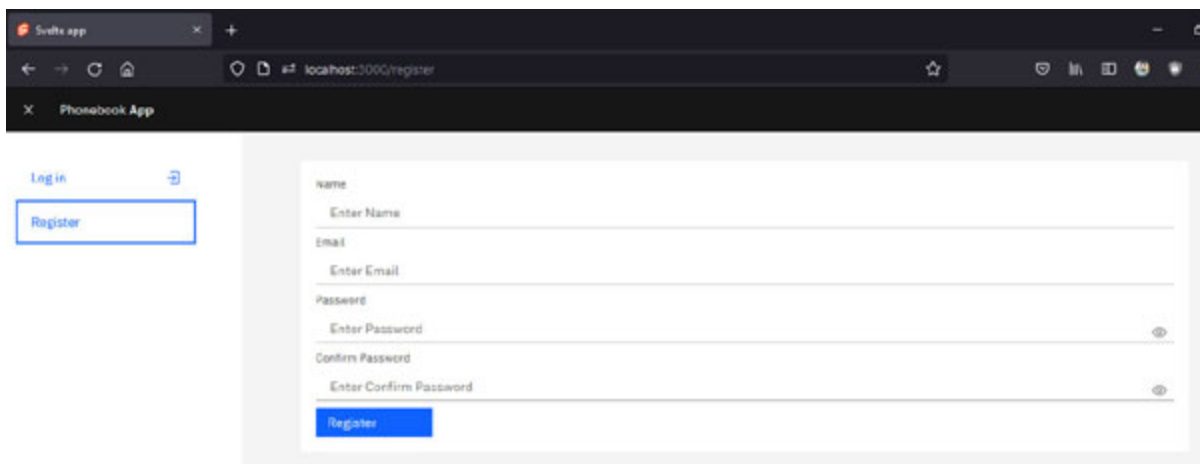 Svelte app
localhost:3000/register
Phonebook App
Log in
Register
Name
Enter Name
Email
Enter Email
Password
Enter Password
Confirm Password
Enter Confirm Password
Register